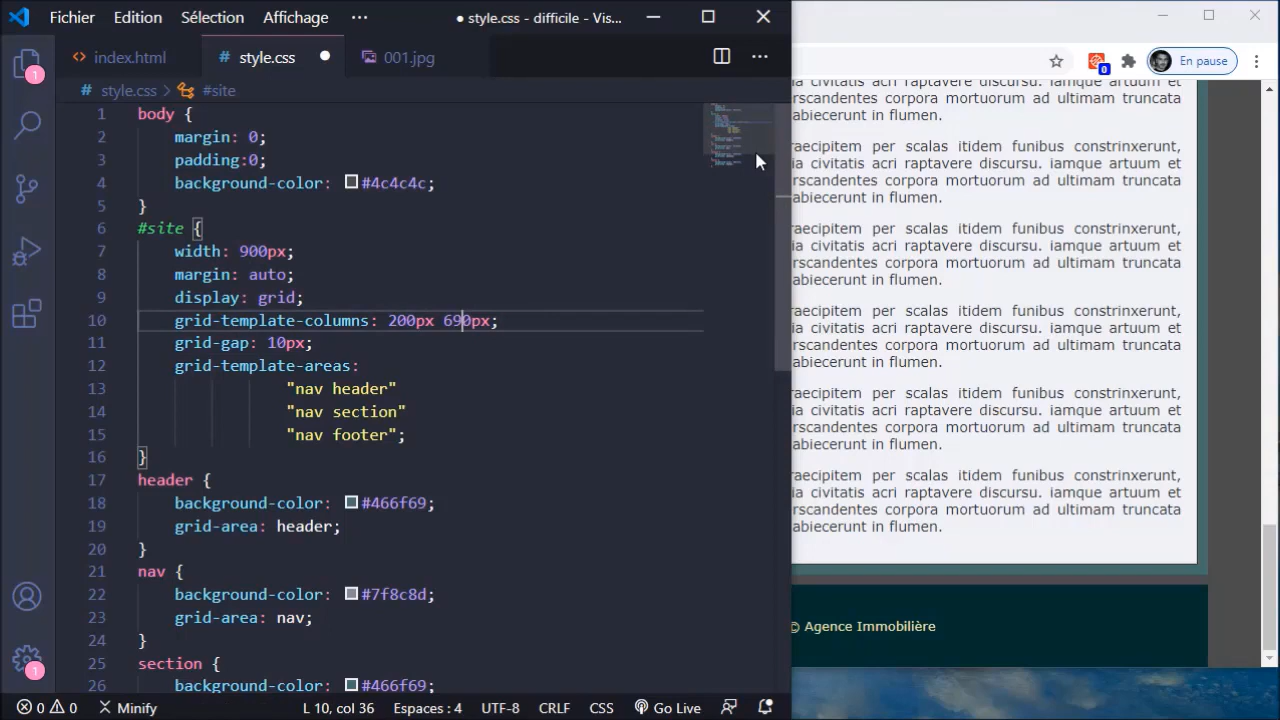 Fichier Edition Sélection Affichage ··· ● style.css - difficile - Vis...
index.html style.css 001.jpg
style.css > #site
1 body {
2 margin: 0;
3 padding:0;
4 background-color: #4c4c4c;
5 }
6 #site {
7 width: 900px;
8 margin: auto;
9 display: grid;
10 grid-template-columns: 200px 690px;
11 grid-gap: 10px;
12 grid-template-areas:
13 "nav header"
14 "nav section"
15 "nav footer";
16 }
17 header {
18 background-color: #466f69;
19 grid-area: header;
20 }
21 nav {
22 background-color: #7f8c8d;
23 grid-area: nav;
24 }
25 section {
26 background-color: #466f69;
1
1
0 0 Minify L 10, col 36 Espaces : 4 UTF-8 CRLF CSS Go Live
0 En pause
ia civitatis acri raptavere discursu. iamque artuum et
rscandentes corpora mortuorum ad ultimam truncata
abiecerunt in flumen.
raecipitem per scalas itidem funibus constrinxerunt,
ia civitatis acri raptavere discursu. iamque artuum et
rscandentes corpora mortuorum ad ultimam truncata
abiecerunt in flumen.
raecipitem per scalas itidem funibus constrinxerunt,
ia civitatis acri raptavere discursu. iamque artuum et
rscandentes corpora mortuorum ad ultimam truncata
abiecerunt in flumen.
raecipitem per scalas itidem funibus constrinxerunt,
ia civitatis acri raptavere discursu. iamque artuum et
rscandentes corpora mortuorum ad ultimam truncata
abiecerunt in flumen.
raecipitem per scalas itidem funibus constrinxerunt,
ia civitatis acri raptavere discursu. iamque artuum et
rscandentes corpora mortuorum ad ultimam truncata
abiecerunt in flumen.
raecipitem per scalas itidem funibus constrinxerunt,
ia civitatis acri raptavere discursu. iamque artuum et
rscandentes corpora mortuorum ad ultimam truncata
abiecerunt in flumen.
© Agence Immobilière